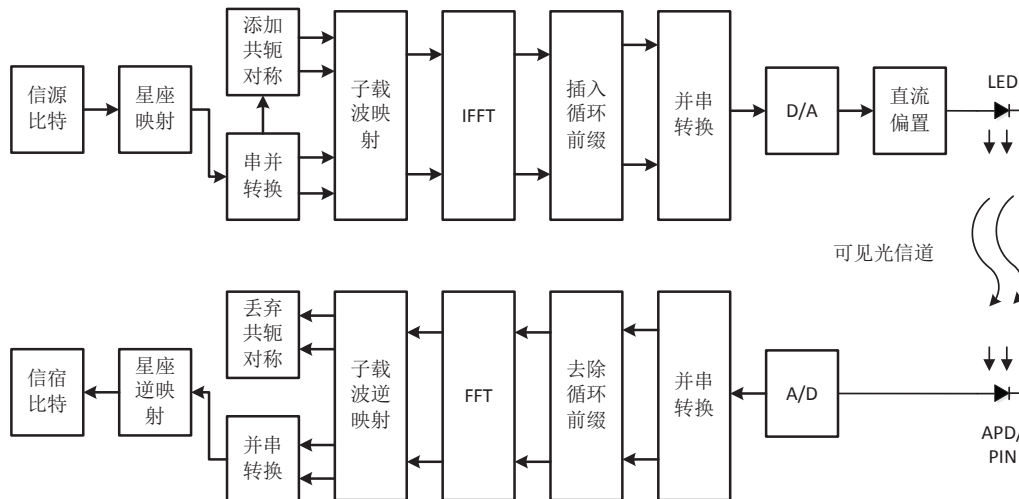 信源
比特
星座
映射
添加
共轭
对称
串并
转换
子载
波映
射
IFFT
插入
循环
前缀
并串
转换
D/A
直流
偏置
LED
可见光信道
信宿
比特
星座
逆映
射
丢弃
共轭
对称
并串
转换
子载
波逆
映射
FFT
去除
循环
前缀
并串
转换
A/D
APD/
PIN